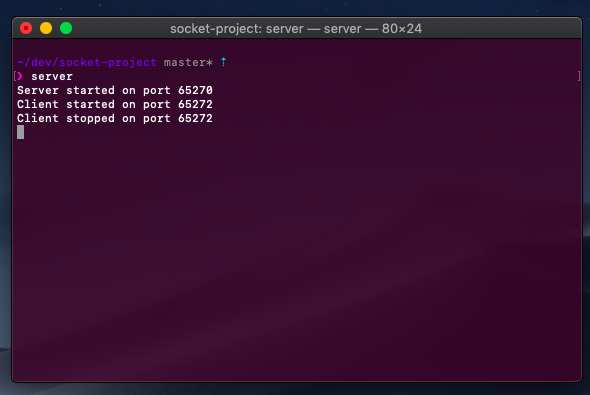 socket-project: server — server — 80×24
~/dev/socket-project master* ⇡
[❯ server ]
Server started on port 65270
Client started on port 65272
Client stopped on port 65272